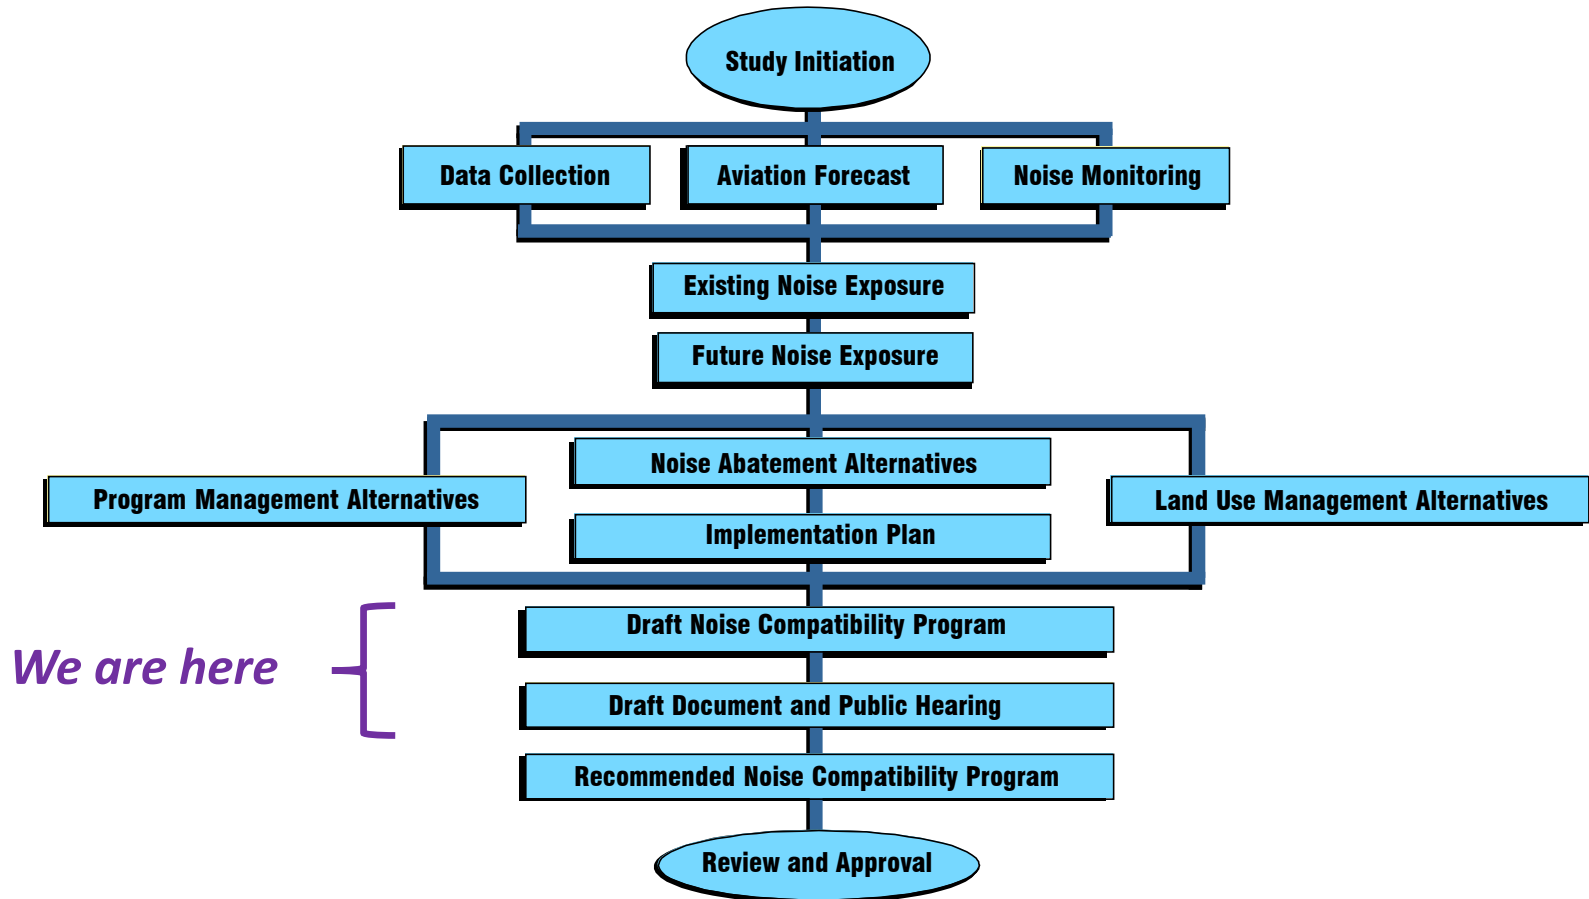 Study Initiation
Data Collection
Aviation Forecast
Noise Monitoring
Existing Noise Exposure
Future Noise Exposure
Noise Abatement Alternatives
Program Management Alternatives
Land Use Management Alternatives
Implementation Plan
Draft Noise Compatibility Program
We are here
Draft Document and Public Hearing
Recommended Noise Compatibility Program
Review and Approval